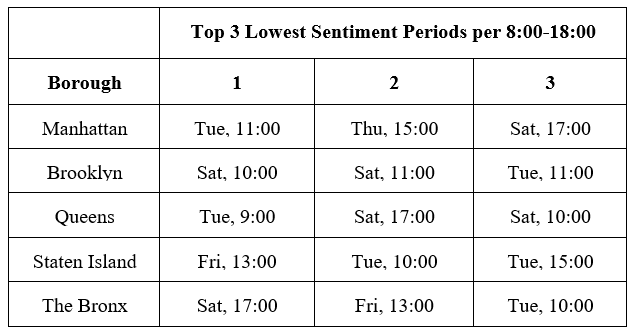 Top 3 Lowest Sentiment Periods per 8:00-18:00
Borough 1 2 3
Manhattan Tue, 11:00 Thu, 15:00 Sat, 17:00
Brooklyn Sat, 10:00 Sat, 11:00 Tue, 11:00
Queens Tue, 9:00 Sat, 17:00 Sat, 10:00
Staten Island Fri, 13:00 Tue, 10:00 Tue, 15:00
The Bronx Sat, 17:00 Fri, 13:00 Tue, 10:00